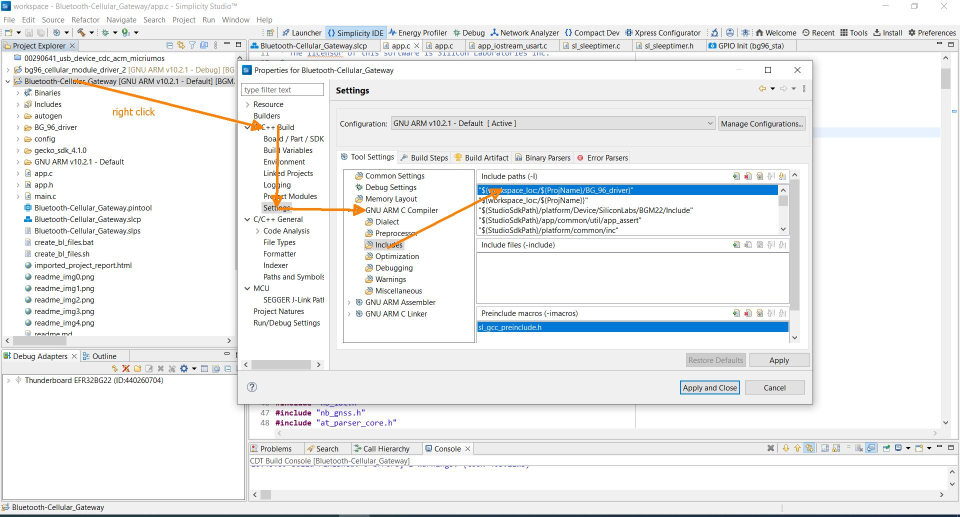 workspace - Bluetooth-Cellular_Gateway/app.c - Simplicity Studio™
File Edit Source Refactor Navigate Search Project Run Window Help
Launcher Simplicity IDE Energy Profiler Debug Network Analyzer Compact Dev Xpress Configurator Welcome Recent Tools Install Preferences
Project Explorer
00290641_usb_device_cdc_acm_micriumos
bg96_cellular_module_driver_2 [GNU ARM v10.2.1 - Debug] [BG
Bluetooth-Cellular_Gateway [GNU ARM v10.2.1 - Default] [BGM
Binaries
Includes
autogen
BG_96_driver
config
gecko_sdk_4.1.0
GNU ARM v10.2.1 - Default
app.c
app.h
main.c
Bluetooth-Cellular_Gateway.pintool
Bluetooth-Cellular_Gateway.slcp
Bluetooth-Cellular_Gateway.slps
create_bl_files.bat
create_bl_files.sh
imported_project_report.html
readme_img0.png
readme_img1.png
readme_img2.png
readme_img3.png
readme_img4.png
readme.md
right click
Debug Adapters Outline
Thunderboard EFR32BG22 (ID:440260704)
Bluetooth-Cellular_Gateway.slcp app.c app.c app_iostream_usart.c sl_sleeptimer.c sl_sleeptimer.h GPIO Init (bg96_sta)
11 The licensor of this software is Silicon Laboratories Inc.
Properties for Bluetooth-Cellular_Gateway
type filter text
Resource
Builders
C/C++ Build
Board / Part / SDK
Build Variables
Environment
Linked Projects
Logging
Project Modules
Settings
C/C++ General
Code Analysis
File Types
Formatter
Indexer
Paths and Symbols
MCU
SEGGER J-Link Patl
Project Natures
Run/Debug Settings
Settings
Configuration: GNU ARM v10.2.1 - Default [ Active ] Manage Configurations...
Tool Settings Build Steps Build Artifact Binary Parsers Error Parsers
Common Settings
Debug Settings
Memory Layout
GNU ARM C Compiler
Dialect
Preprocessor
Includes
Optimization
Debugging
Warnings
Miscellaneous
GNU ARM Assembler
GNU ARM C Linker
Include paths (-I)
"${workspace_loc:/${ProjName}/BG_96_driver}"
"${workspace_loc:/${ProjName}}"
"${StudioSdkPath}/platform/Device/SiliconLabs/BGM22/Include"
"${StudioSdkPath}/app/common/util/app_assert"
"${StudioSdkPath}/platform/common/inc"
Include files (-include)
Preinclude macros (-imacros)
sl_gcc_preinclude.h
Restore Defaults Apply
Apply and Close Cancel
47 #include "nb_gnss.h"
48 #include "at_parser_core.h"
Problems Search Call Hierarchy Console
CDT Build Console [Bluetooth-Cellular_Gateway]
Bluetooth-Cellular_Gateway